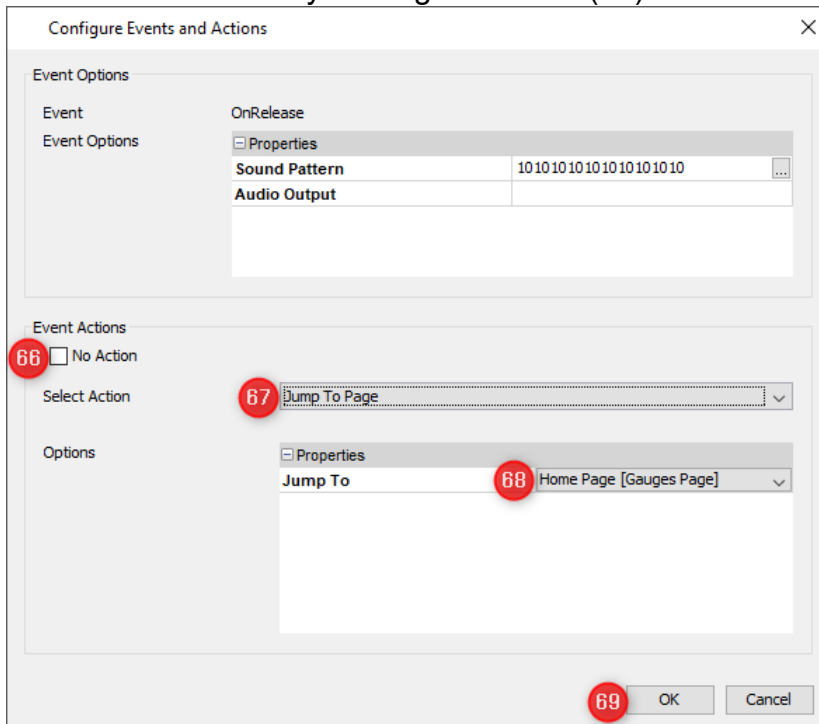 Configure Events and Actions
Event Options
Event OnRelease
Event Options Properties
Sound Pattern 10101010101010101010 ...
Audio Output
Event Actions
66 No Action
Select Action 67 Jump To Page
Options Properties
Jump To 68 Home Page [Gauges Page]
69 OK Cancel